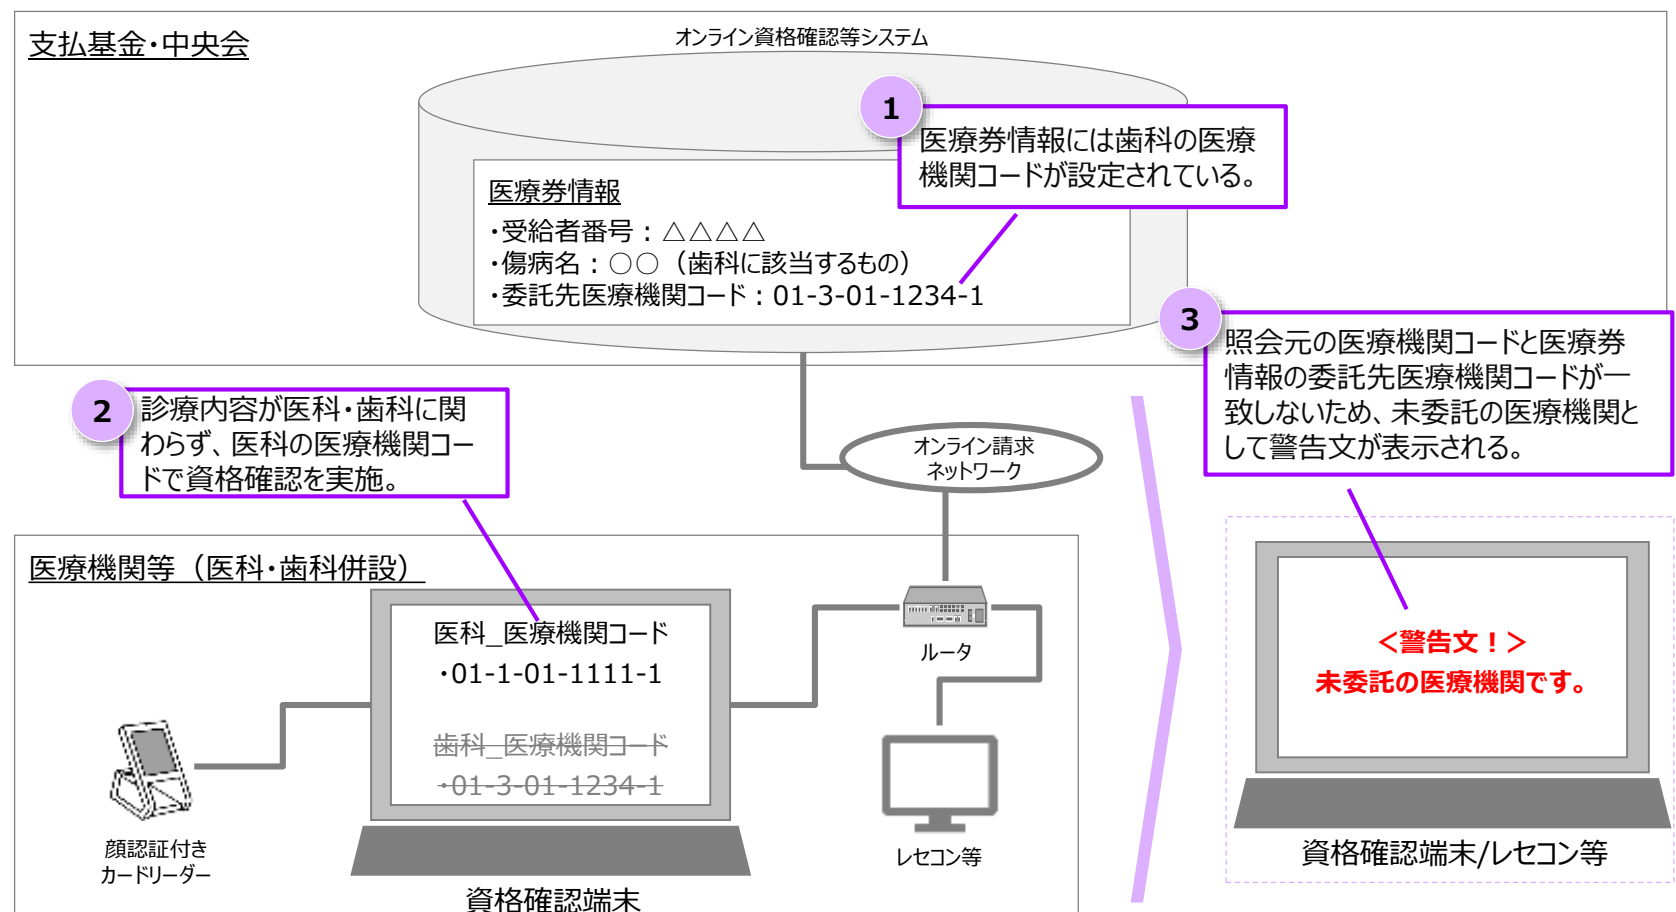 支払基金・中央会
オンライン資格確認等システム
1
医療券情報には歯科の医療
機関コードが設定されている。
医療券情報
・受給者番号：△△△△
・傷病名：○○（歯科に該当するもの）
・委託先医療機関コード：01-3-01-1234-1
3
照会元の医療機関コードと医療券
情報の委託先医療機関コードが一
致しないため、未委託の医療機関と
して警告文が表示される。
2
診療内容が医科・歯科に関
わらず、医科の医療機関コー
ドで資格確認を実施。
オンライン請求
ネットワーク
医療機関等（医科・歯科併設）
医科_医療機関コード
・01-1-01-1111-1
歯科_医療機関コード
・01-3-01-1234-1
ルータ
顔認証付き
カードリーダー
資格確認端末
レセコン等
＜警告文！＞
未委託の医療機関です。
資格確認端末/レセコン等